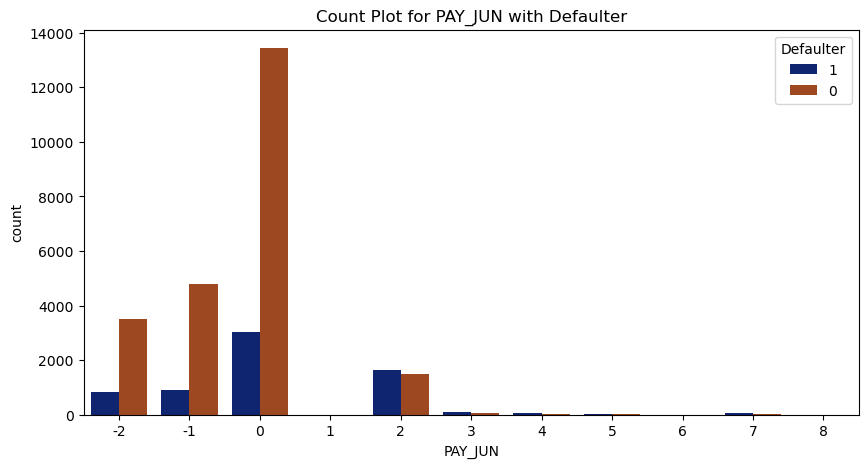 Count Plot for PAY_JUN with Defaulter
14000
12000
10000
8000
6000
4000
2000
0
count
Defaulter
1
0
-2 -1 0 1 2 3 4 5 6 7 8
PAY_JUN